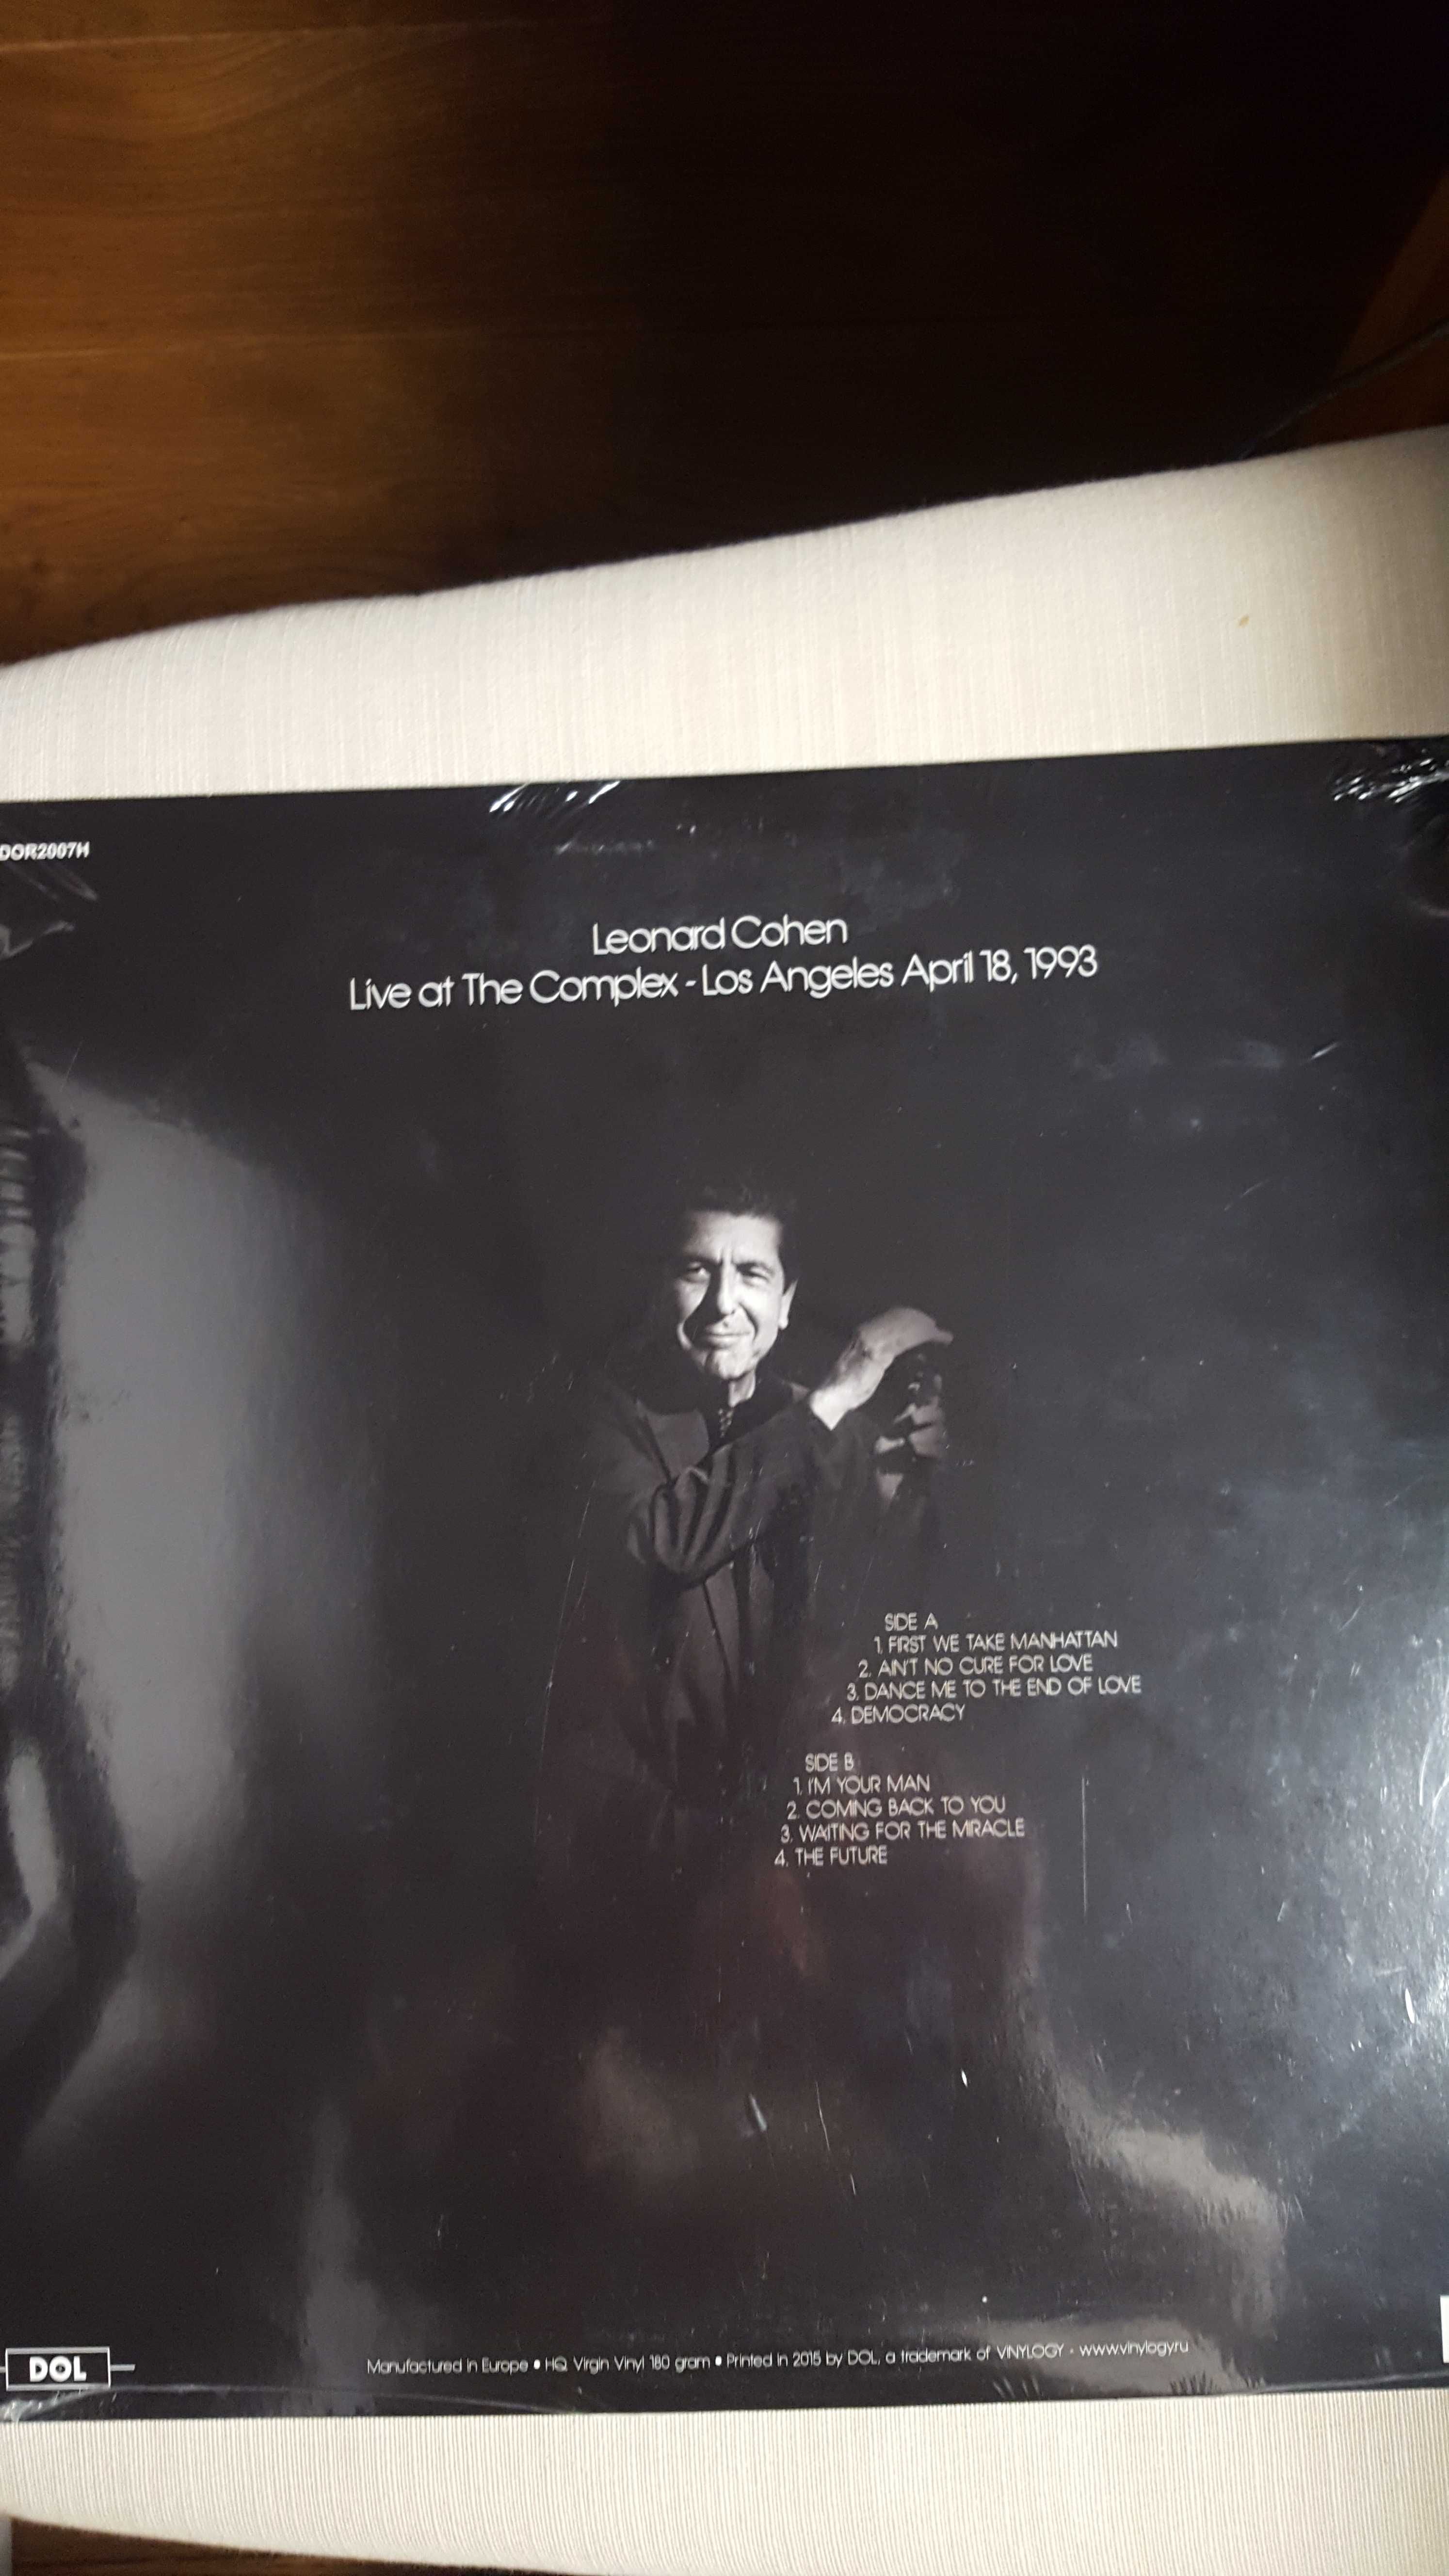 DOR2007H
Leonard Cohen
Live at The Complex - Los Angeles April 18, 1993
SIDE A
1. FIRST WE TAKE MANHATTAN
2. AIN'T NO CURE FOR LOVE
3. DANCE ME TO THE END OF LOVE
4. DEMOCRACY
SIDE B
1. I'M YOUR MAN
2. COMING BACK TO YOU
3. WAITING FOR THE MIRACLE
4. THE FUTURE
DOL
Manufactured in Europe • HQ Virgin Vinyl 180 gram • Printed in 2015 by DOL, a trademark of VINYLOGY - www.vinylogy.ru